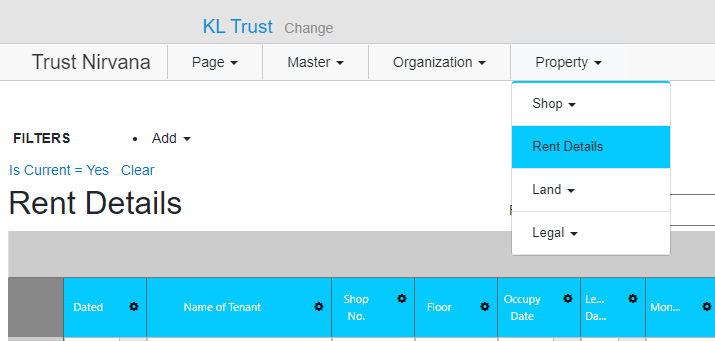 KL Trust Change
Trust Nirvana Page Master Organization Property
Shop
FILTERS • Add
Rent Details
Is Current = Yes Clear
Land
Rent Details
Legal
Dated Name of Tenant Shop No. Floor Occupy Date Le... Da... Mon...